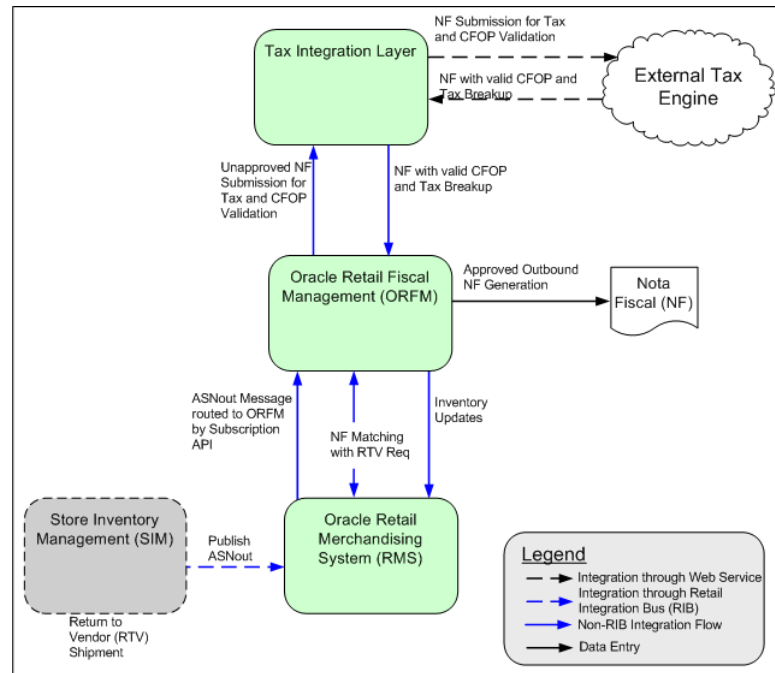 NF Submission for Tax
and CFOP Validation
Tax Integration Layer
NF with valid CFOP and
Tax Breakup
External Tax
Engine
Unapproved NF
Submission for
Tax and CFOP
Validation
NF with valid CFOP
and Tax Breakup
Oracle Retail Fiscal
Management (ORFM)
Approved Outbound
NF Generation
Nota
Fiscal (NF)
ASNout Message
routed to ORFM
by Subscription
API
NF Matching
with RTV Req
Inventory
Updates
Store Inventory
Management (SIM)
Publish
ASNout
Oracle Retail
Merchandising
System (RMS)
Return to
Vendor (RTV)
Shipment
Legend
Integration through Web Service
Integration through Retail
Integration Bus (RIB)
Non-RIB Integration Flow
Data Entry